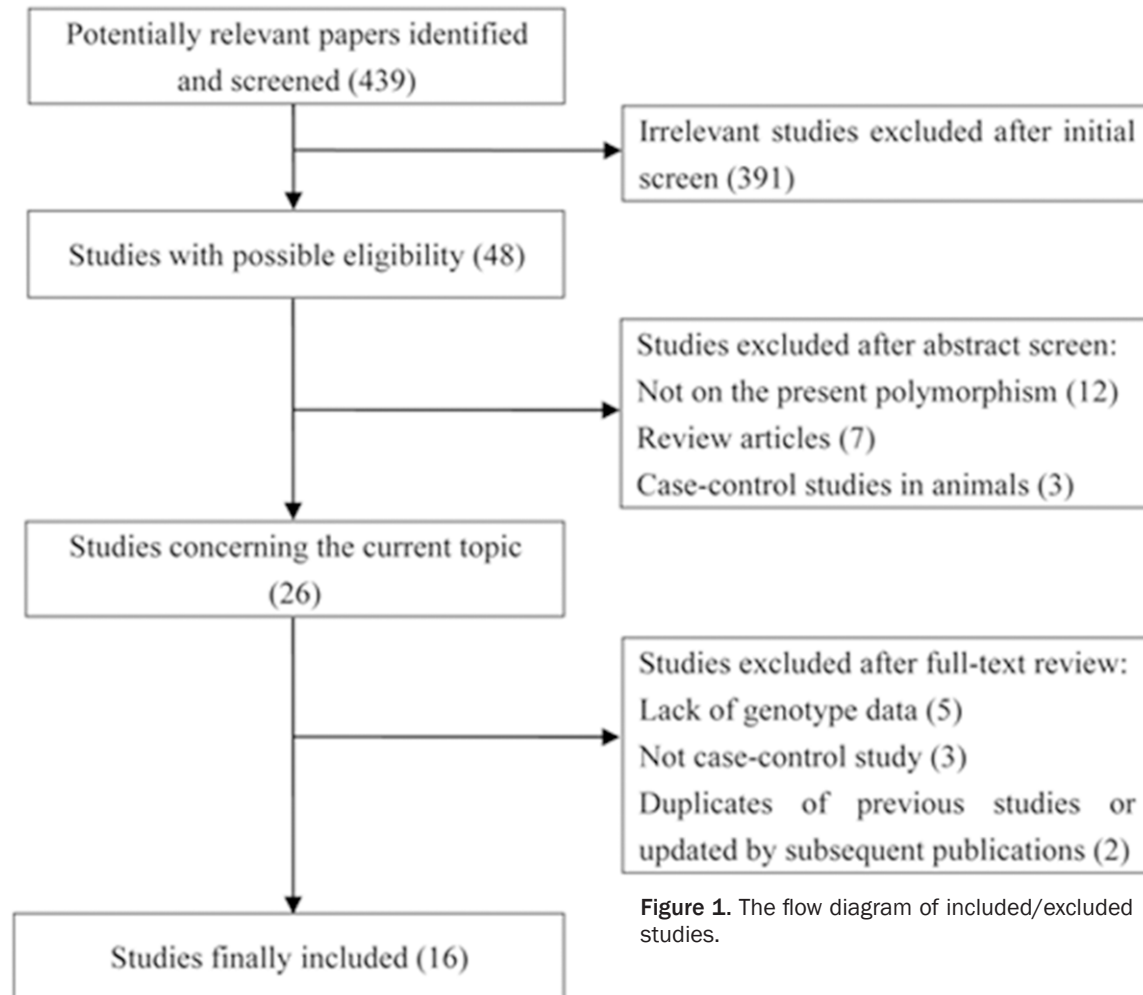 Potentially relevant papers identified
and screened (439)
Irrelevant studies excluded after initial
screen (391)
Studies with possible eligibility (48)
Studies excluded after abstract screen:
Not on the present polymorphism (12)
Review articles (7)
Case-control studies in animals (3)
Studies concerning the current topic
(26)
Studies excluded after full-text review:
Lack of genotype data (5)
Not case-control study (3)
Duplicates of previous studies or
updated by subsequent publications (2)
Studies finally included (16)
Figure 1. The flow diagram of included/excluded
studies.